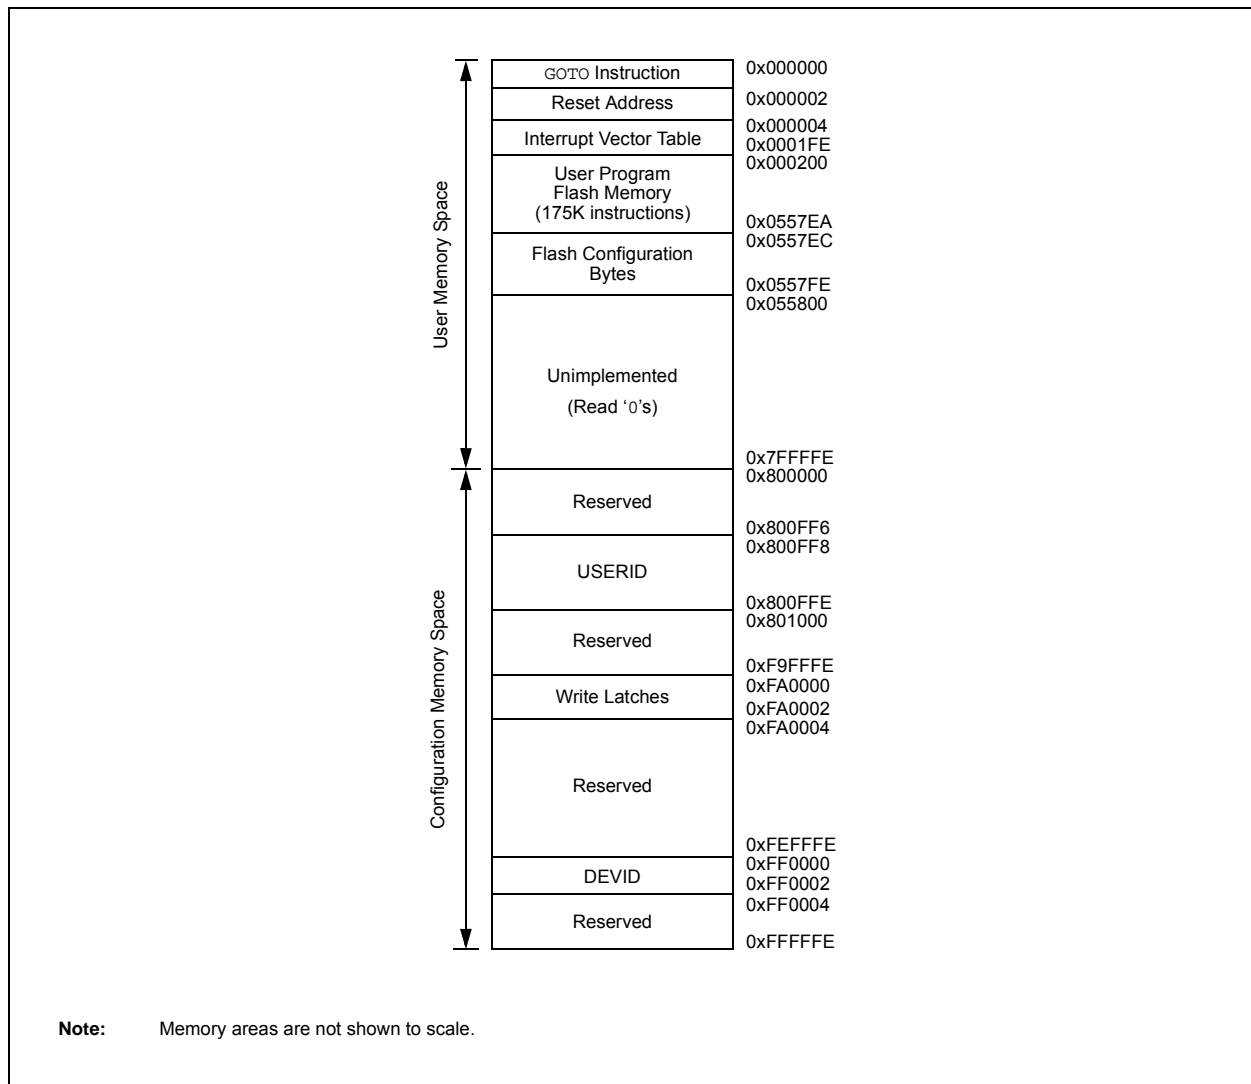 GOTO Instruction
0x000000
Reset Address
0x000002
Interrupt Vector Table
0x000004
0x0001FE
User Program
Flash Memory
(175K instructions)
0x000200
0x0557EA
Flash Configuration
Bytes
0x0557EC
0x0557FE
Unimplemented
(Read ‘0’s)
0x055800
0x7FFFFE
User Memory Space
Reserved
0x800000
0x800FF6
USERID
0x800FF8
0x800FFE
Reserved
0x801000
0xF9FFFE
Write Latches
0xFA0000
0xFA0002
Reserved
0xFA0004
0xFEFFFE
DEVID
0xFF0000
0xFF0002
Reserved
0xFF0004
0xFFFFFE
Configuration Memory Space
Note: Memory areas are not shown to scale.